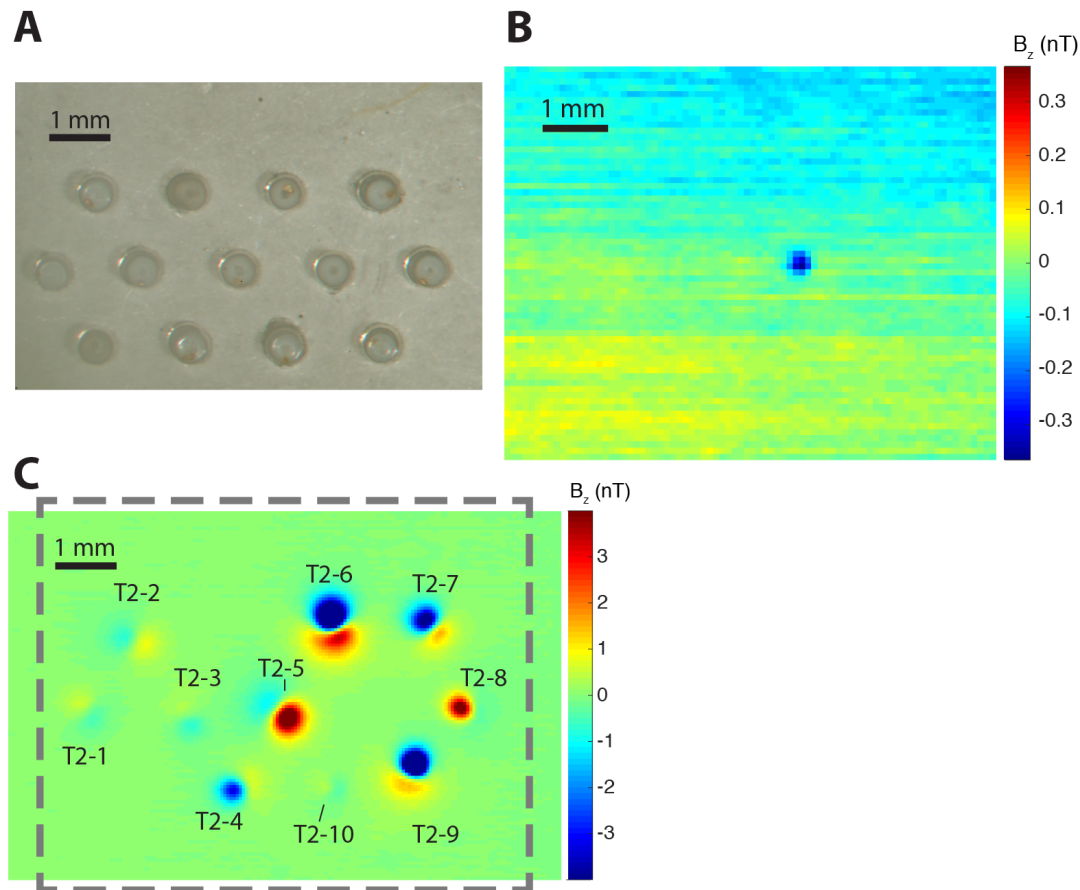 A
1 mm
B
B_z (nT)
1 mm
0.3
0.2
0.1
0
-0.1
-0.2
-0.3
C
B_z (nT)
1 mm
T2-6
T2-7
T2-2
T2-5
T2-3
T2-8
T2-1
T2-4
T2-10
T2-9
3
2
1
0
-1
-2
-3